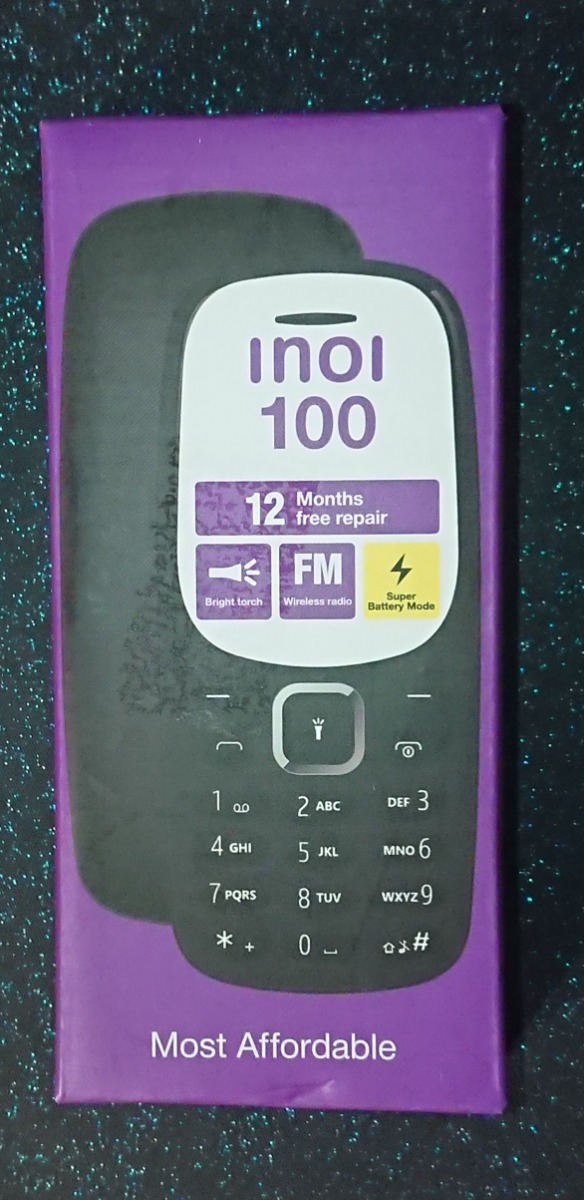 inoi
100
12 Months
free repair
Bright torch
FM
Wireless radio
Super
Battery Mode
1
2 ABC
DEF 3
4 GHI
5 JKL
MNO 6
7 PQRS
8 TUV
WXYZ 9
* +
0
#
Most Affordable